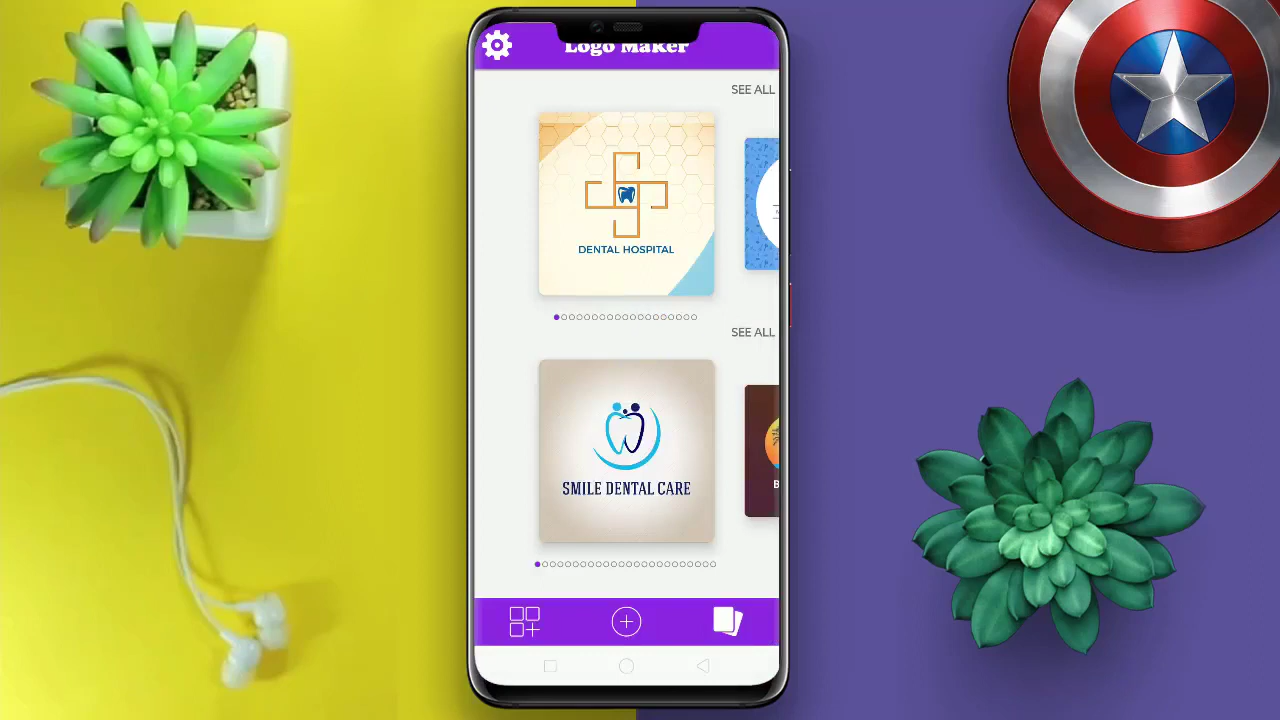 Logo Maker
SEE ALL
DENTAL HOSPITAL
SEE ALL
SMILE DENTAL CARE
B